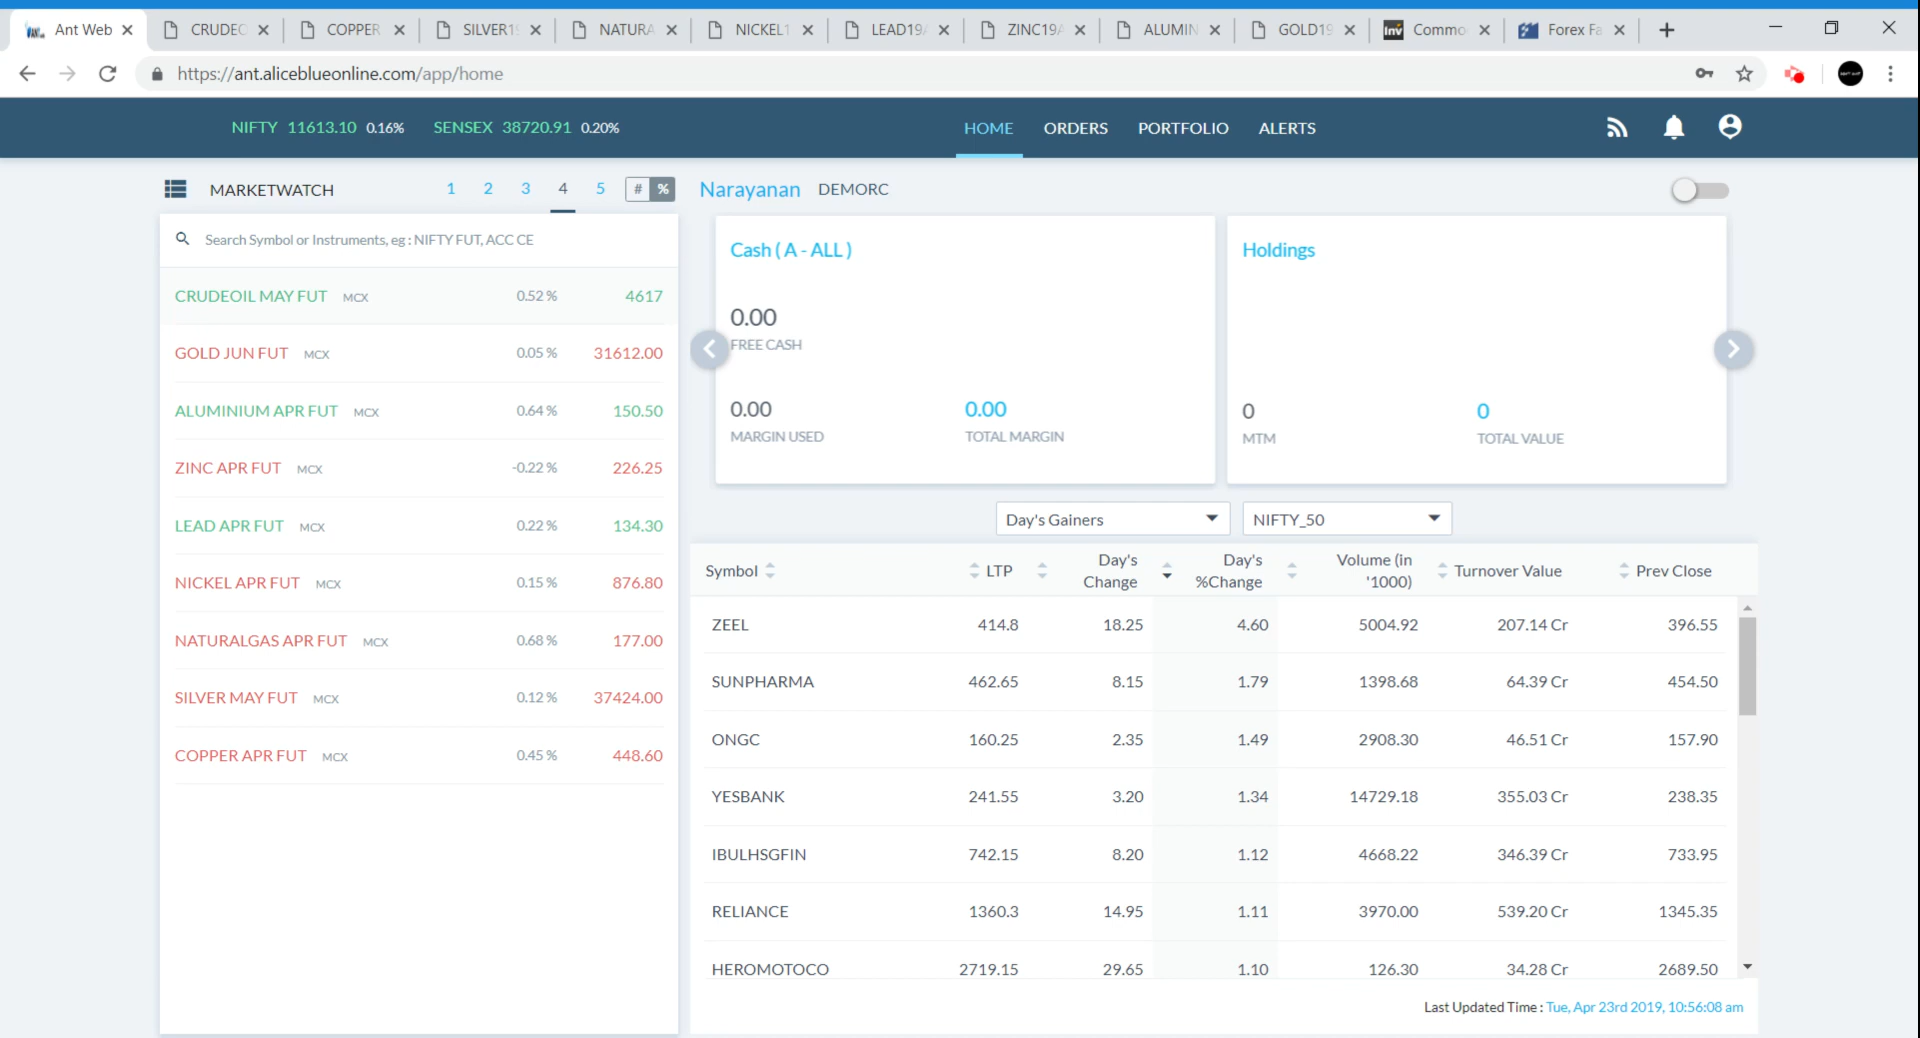 Ant Web
CRUDEO
COPPER
SILVER19
NATURA
NICKEL1
LEAD19A
ZINC19A
ALUMIN
GOLD19
Inv
Commo
Forex Fa
https://ant.aliceblueonline.com/app/home
NIFTY 11613.10 0.16% SENSEX 38720.91 0.20%
HOME ORDERS PORTFOLIO ALERTS
MARKETWATCH 1 2 3 4 5 # %
Search Symbol or Instruments, eg : NIFTY FUT, ACC CE
CRUDEOIL MAY FUT MCX 0.52 % 4617
GOLD JUN FUT MCX 0.05 % 31612.00
ALUMINIUM APR FUT MCX 0.64 % 150.50
ZINC APR FUT MCX -0.22 % 226.25
LEAD APR FUT MCX 0.22 % 134.30
NICKEL APR FUT MCX 0.15 % 876.80
NATURALGAS APR FUT MCX 0.68 % 177.00
SILVER MAY FUT MCX 0.12 % 37424.00
COPPER APR FUT MCX 0.45 % 448.60
Narayanan DEMORC
Cash ( A - ALL )
0.00
FREE CASH
0.00 0.00
MARGIN USED TOTAL MARGIN
Holdings
0 0
MTM TOTAL VALUE
Day's Gainers NIFTY_50
Symbol LTP Day's Change Day's %Change Volume (in '1000) Turnover Value Prev Close
ZEEL 414.8 18.25 4.60 5004.92 207.14 Cr 396.55
SUNPHARMA 462.65 8.15 1.79 1398.68 64.39 Cr 454.50
ONGC 160.25 2.35 1.49 2908.30 46.51 Cr 157.90
YESBANK 241.55 3.20 1.34 14729.18 355.03 Cr 238.35
IBULHSGFIN 742.15 8.20 1.12 4668.22 346.39 Cr 733.95
RELIANCE 1360.3 14.95 1.11 3970.00 539.20 Cr 1345.35
HEROMOTOCO 2719.15 29.65 1.10 126.30 34.28 Cr 2689.50
Last Updated Time : Tue, Apr 23rd 2019, 10:56:08 am